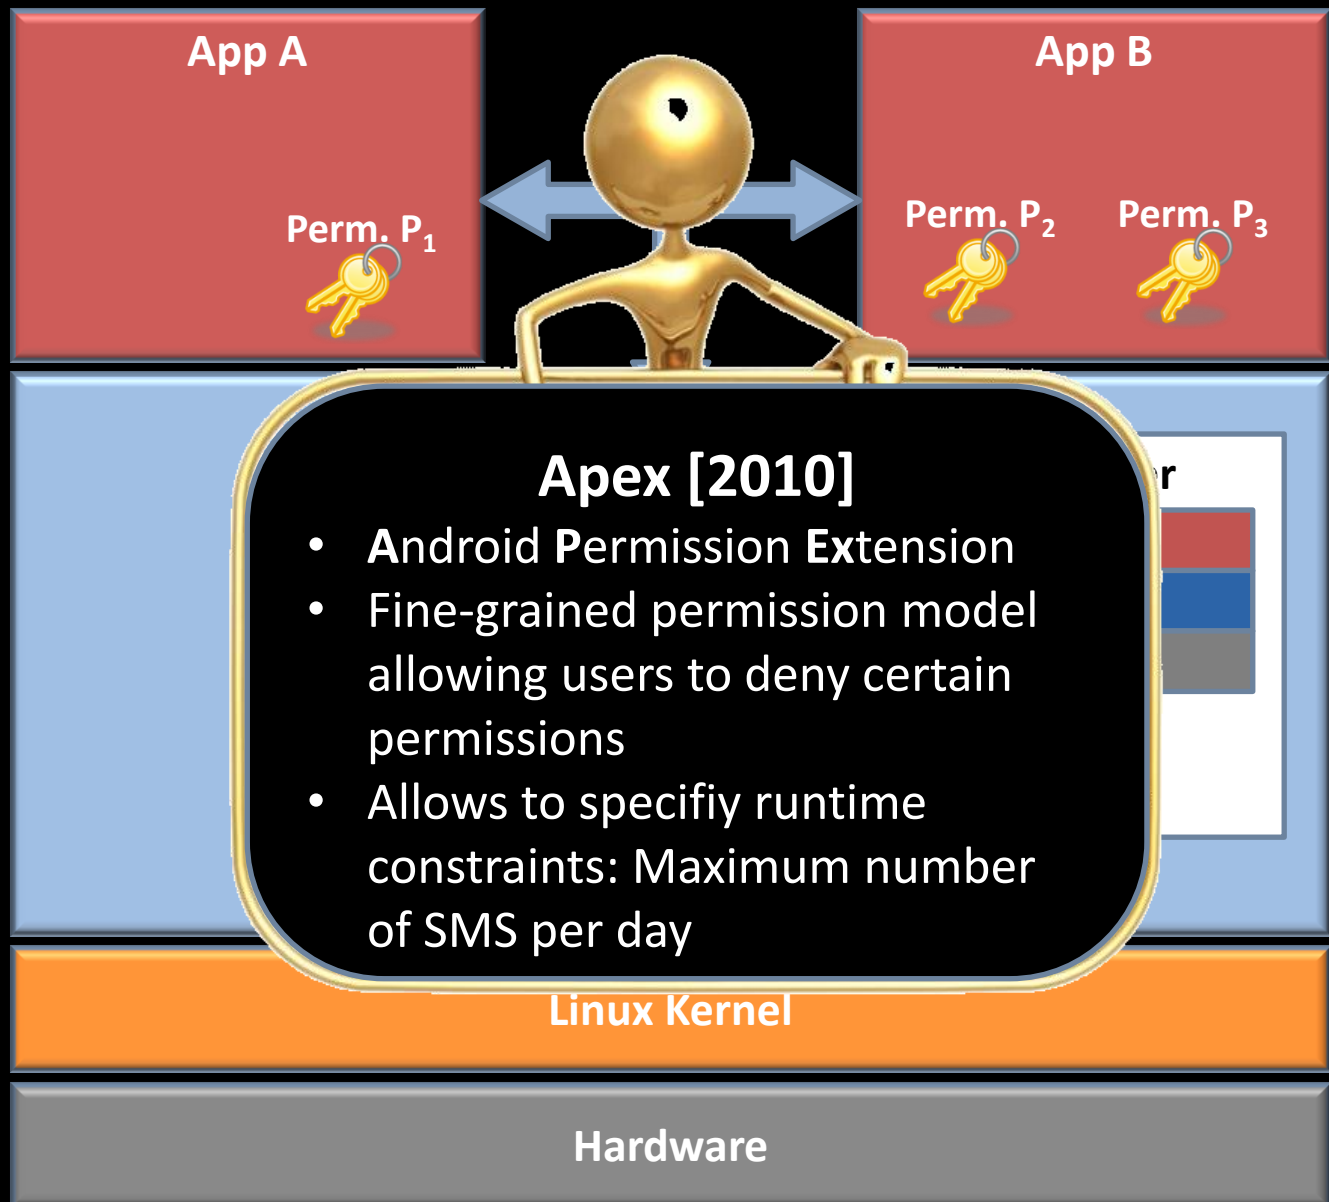 App A
App B
Perm. P1
Perm. P2
Perm. P3
Apex [2010]
• Android Permission Extension
• Fine-grained permission model
allowing users to deny certain
permissions
• Allows to specifiy runtime
constraints: Maximum number
of SMS per day
Linux Kernel
Hardware